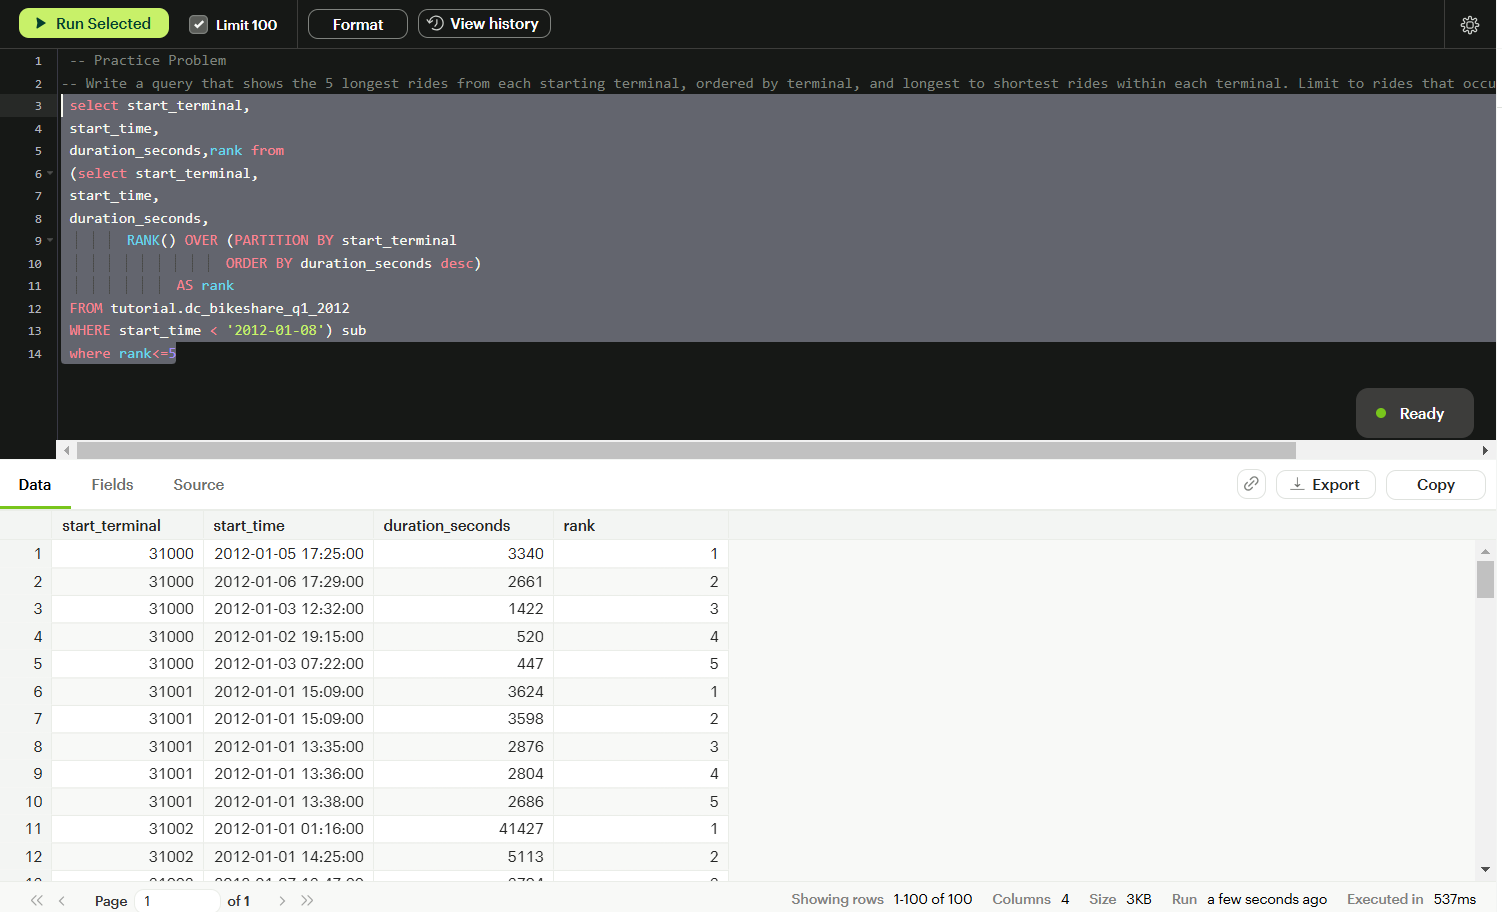 Run Selected Limit 100 Format View history
1 -- Practice Problem
2 -- Write a query that shows the 5 longest rides from each starting terminal, ordered by terminal, and longest to shortest rides within each terminal. Limit to rides that occu
3 select start_terminal,
4 start_time,
5 duration_seconds,rank from
6 (select start_terminal,
7 start_time,
8 duration_seconds,
9 RANK() OVER (PARTITION BY start_terminal
10 ORDER BY duration_seconds desc)
11 AS rank
12 FROM tutorial.dc_bikeshare_q1_2012
13 WHERE start_time < '2012-01-08') sub
14 where rank<=5
Ready
Data Fields Source Export Copy
start_terminal start_time duration_seconds rank
1 31000 2012-01-05 17:25:00 3340 1
2 31000 2012-01-06 17:29:00 2661 2
3 31000 2012-01-03 12:32:00 1422 3
4 31000 2012-01-02 19:15:00 520 4
5 31000 2012-01-03 07:22:00 447 5
6 31001 2012-01-01 15:09:00 3624 1
7 31001 2012-01-01 15:09:00 3598 2
8 31001 2012-01-01 13:35:00 2876 3
9 31001 2012-01-01 13:36:00 2804 4
10 31001 2012-01-01 13:38:00 2686 5
11 31002 2012-01-01 01:16:00 41427 1
12 31002 2012-01-01 14:25:00 5113 2
Page 1 of 1 Showing rows 1-100 of 100 Columns 4 Size 3KB Run a few seconds ago Executed in 537ms